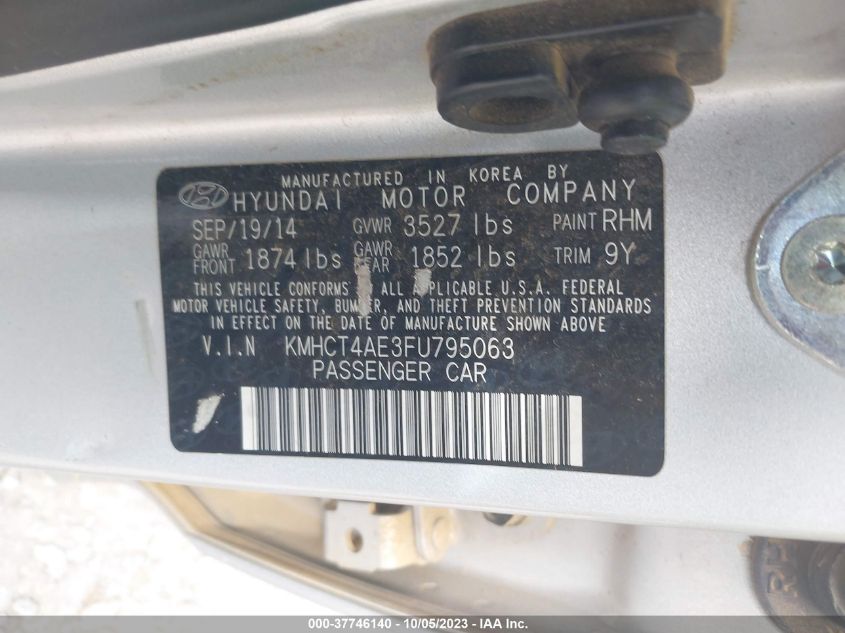 MANUFACTURED IN KOREA BY
HYUNDAI MOTOR COMPANY
SEP/19/14 GVWR 3527 lbs PAINT RHM
GAWR FRONT 1874 lbs GAWR REAR 1852 lbs TRIM 9Y
THIS VEHICLE CONFORMS ALL APPLICABLE U.S.A. FEDERAL
MOTOR VEHICLE SAFETY, BUMPER, AND THEFT PREVENTION STANDARDS
IN EFFECT ON THE DATE OF MANUFACTURE SHOWN ABOVE
V.I.N KMHCT4AE3FU795063
PASSENGER CAR
000-37746140 - 10/05/2023 - © IAA, Inc.